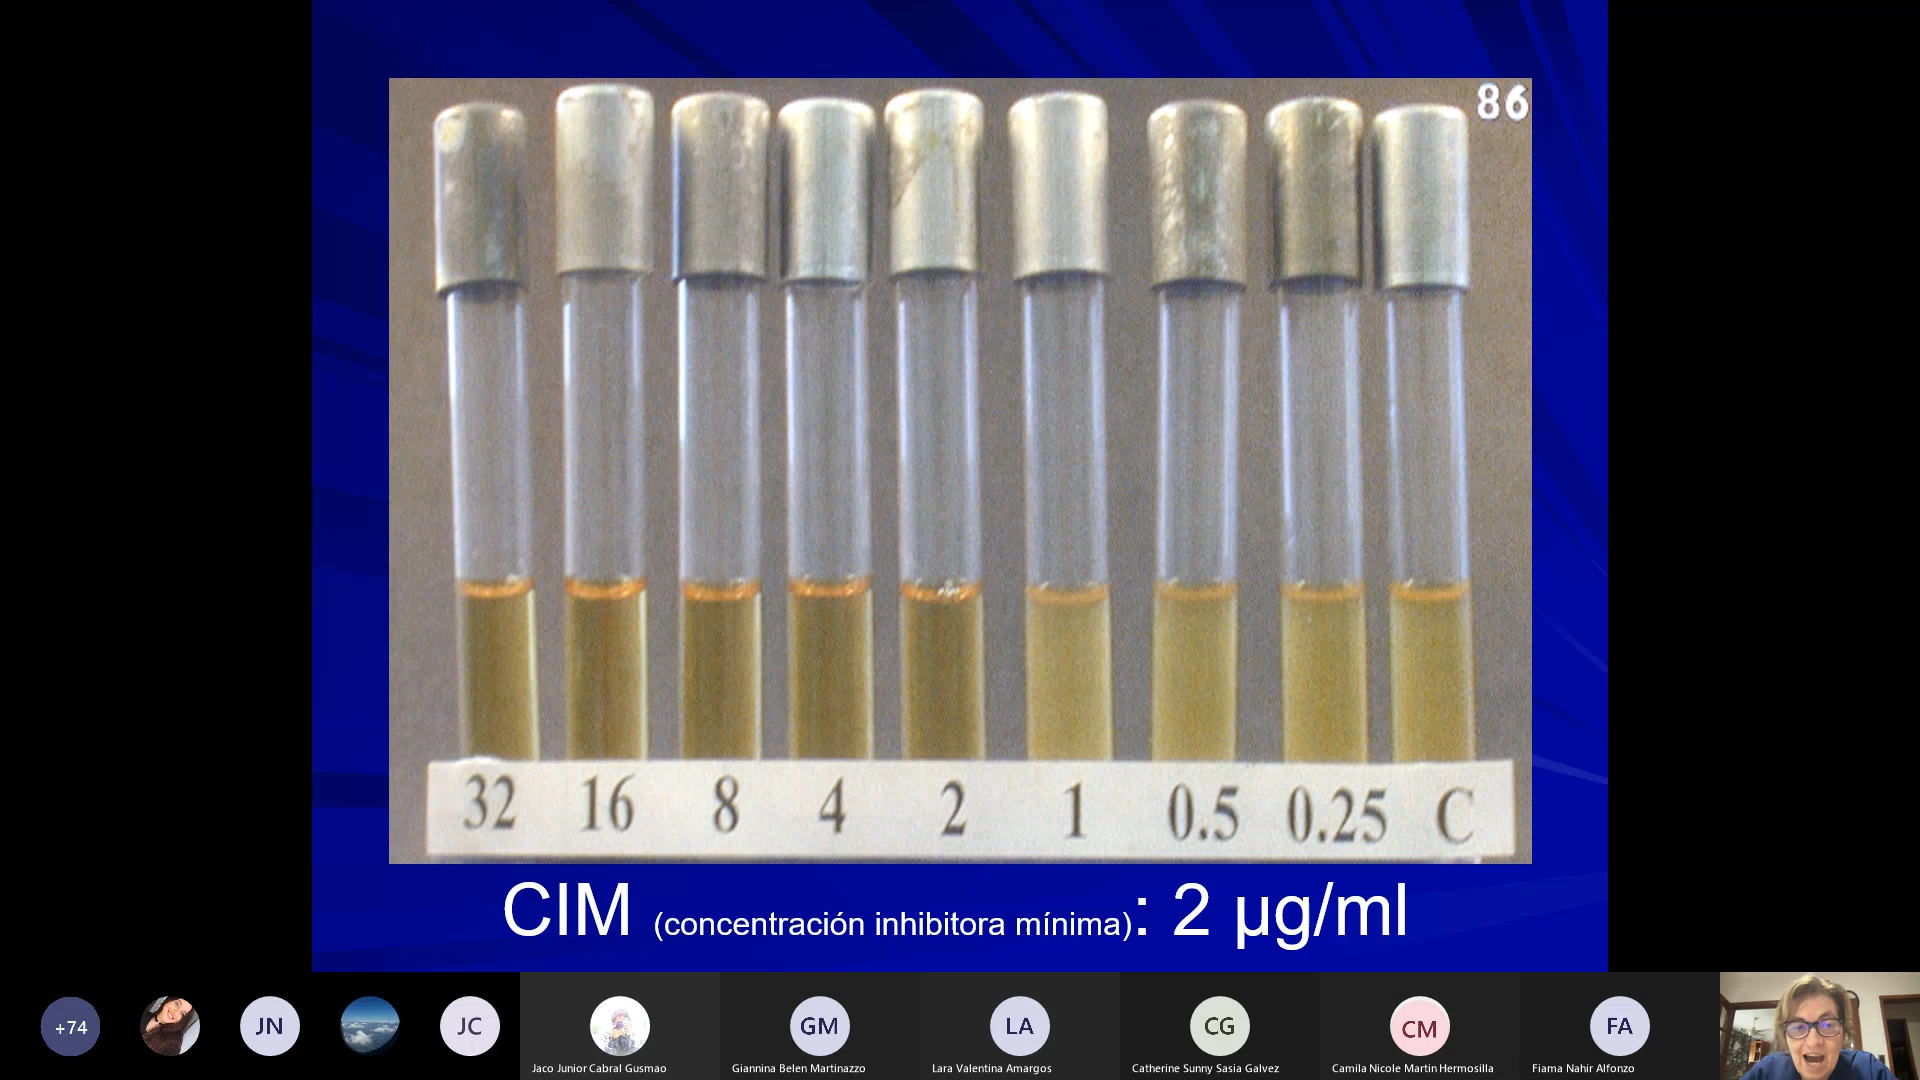 86
32 16 8 4 2 1 0.5 0.25 C
CIM (concentración inhibitora mínima): 2 µg/ml
+74 JN JC GM LA CG CM FA
Jaco Junior Cabral Gusmao Giannina Belen Martinazzo Lara Valentina Amargos Catherine Sunny Sasia Galvez Camila Nicole Martin Hermosilla Fiama Nahir Alfonzo